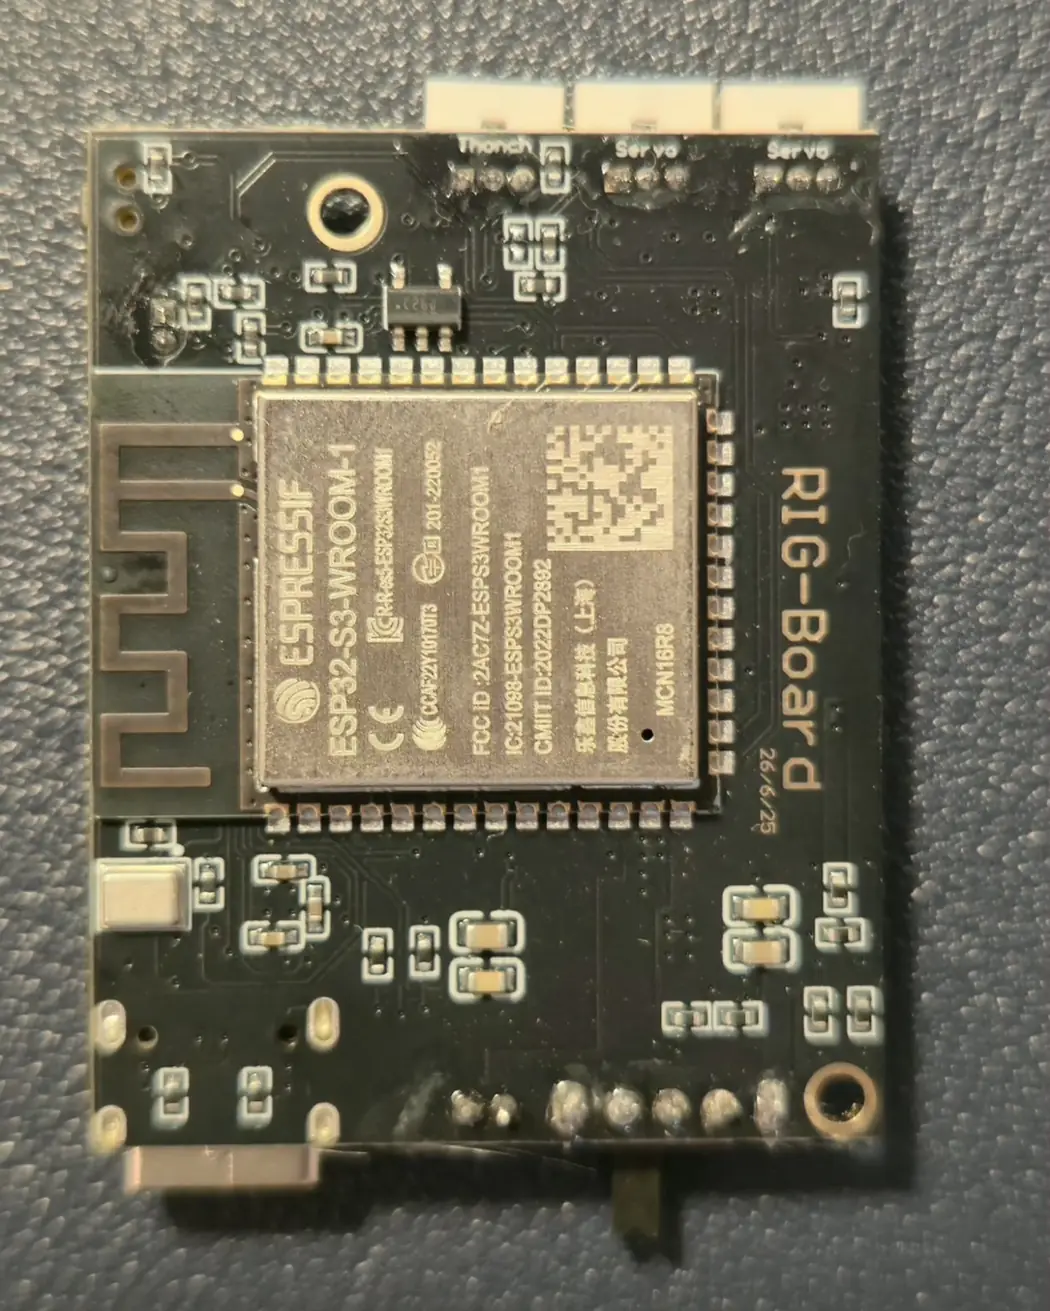 Thonch
Servo
Servo
ESPRESSIF
ESP32-S3-WROOM-1
CE
R-R-es5-ESP32S3WROOM1
CCAF22Y10170T3
201-220052
FCC ID :2AC7Z-ESPS3WROOM1
IC:21098-ESPS3WROOM1
CMIIT ID:2022DP2892
乐鑫信息科技(上海)
股份有限公司
MCN16R8
RIG-Board
26/6/25